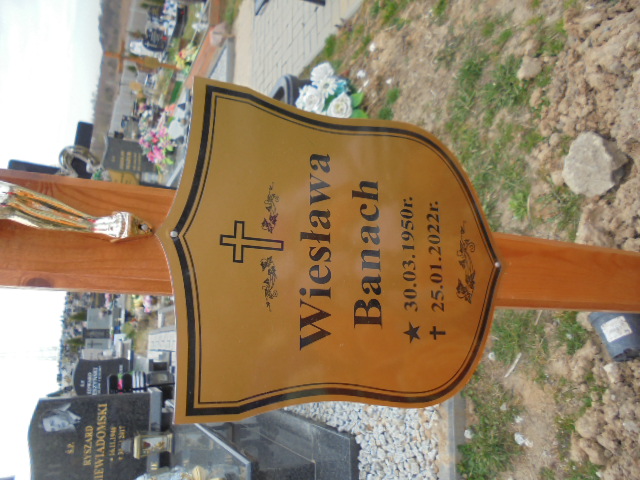 Wiesława
Banach
★ 30.03.1950r.
✝ 25.01.2022r.
Ś.P.
RYSZARD
NIEWIADOMSKI